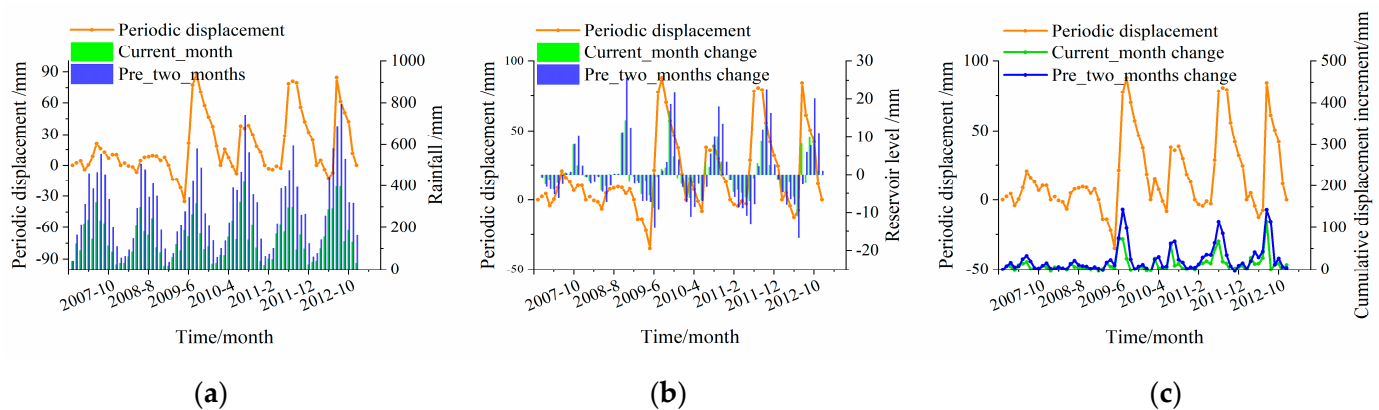 Periodic displacement
Current_month
Pre_two_months
Periodic displacement /mm
90
60
30
0
-30
-60
-90
1000
800
600
400
200
0
Rainfall /mm
2007-10
2008-8
2009-6
2010-4
2011-2
2011-12
2012-10
Time/month
(a)
Periodic displacement
Current_month change
Pre_two_months change
Periodic displacement/mm
100
50
0
-50
30
20
10
0
-10
-20
Reservoir level /mm
2007-10
2008-8
2009-6
2010-4
2011-2
2011-12
2012-10
Time/month
(b)
Periodic displacement
Current_month change
Pre_two_months change
Periodic displacement/mm
100
50
0
-50
500
400
300
200
100
0
Cumulative displacement increment/mm
2007-10
2008-8
2009-6
2010-4
2011-2
2011-12
2012-10
Time/month
(c)